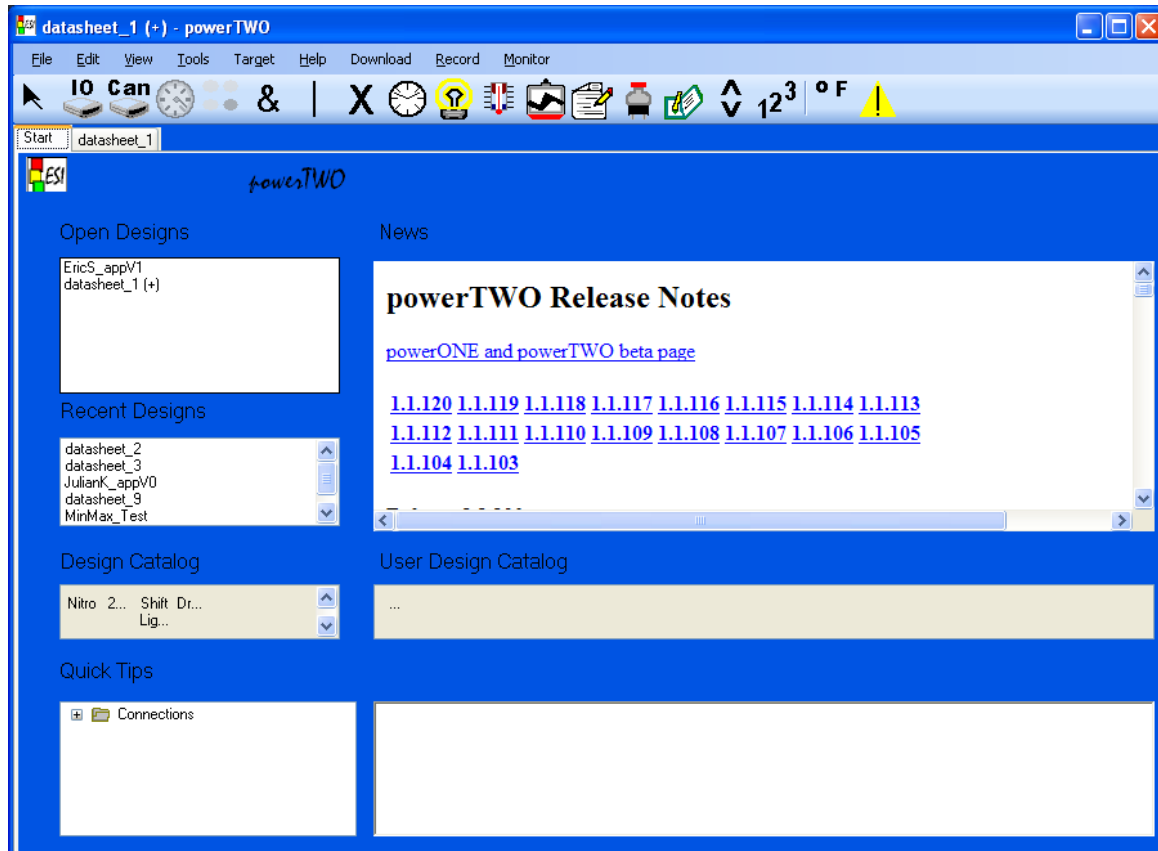 datasheet_1 (+) - powerTWO
File Edit View Tools Target Help Download Record Monitor
IO Can & | X 123 º F
Start datasheet_1
ESI powerTWO
Open Designs
EricS_appV1
datasheet_1 (+)
News
powerTWO Release Notes
powerONE and powerTWO beta page
1.1.120 1.1.119 1.1.118 1.1.117 1.1.116 1.1.115 1.1.114 1.1.113
1.1.112 1.1.111 1.1.110 1.1.109 1.1.108 1.1.107 1.1.106 1.1.105
1.1.104 1.1.103
Recent Designs
datasheet_2
datasheet_3
JulianK_appV0
datasheet_9
MinMax_Test
Design Catalog
Nitro 2... Shift Dr...
Lig...
User Design Catalog
...
Quick Tips
Connections